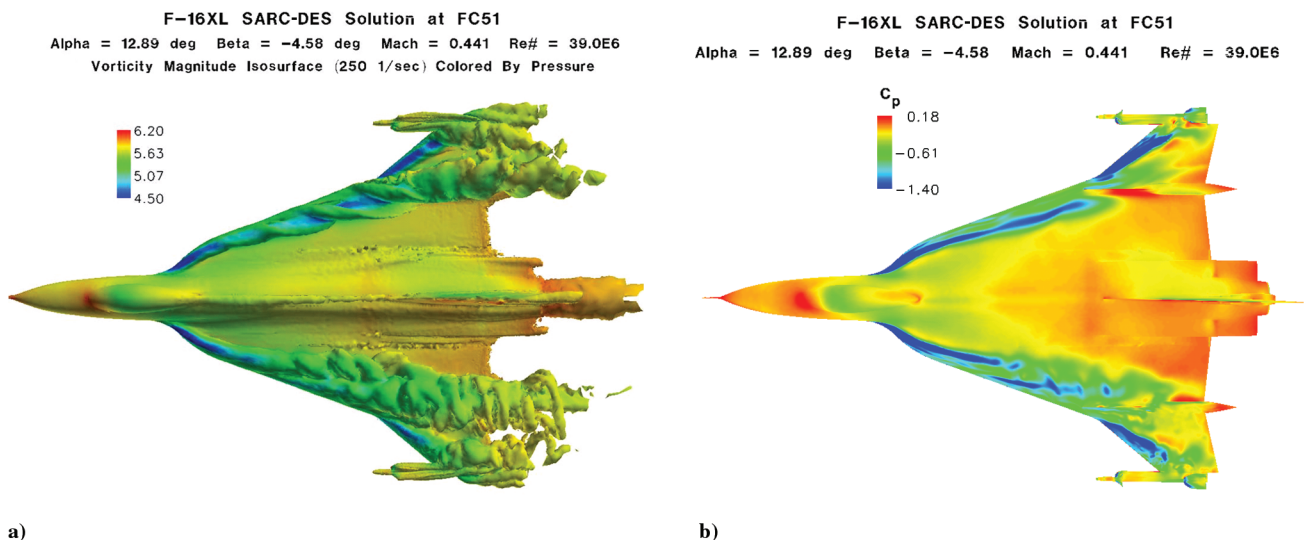 F-16XL SARC-DES Solution at FC51
Alpha = 12.89 deg Beta = -4.58 deg Mach = 0.441 Re# = 39.0E6
Vorticity Magnitude Isosurface (250 1/sec) Colored By Pressure
6.20
5.63
5.07
4.50
a)
F-16XL SARC-DES Solution at FC51
Alpha = 12.89 deg Beta = -4.58 Mach = 0.441 Re# = 39.0E6
Cp
0.18
-0.61
-1.40
b)